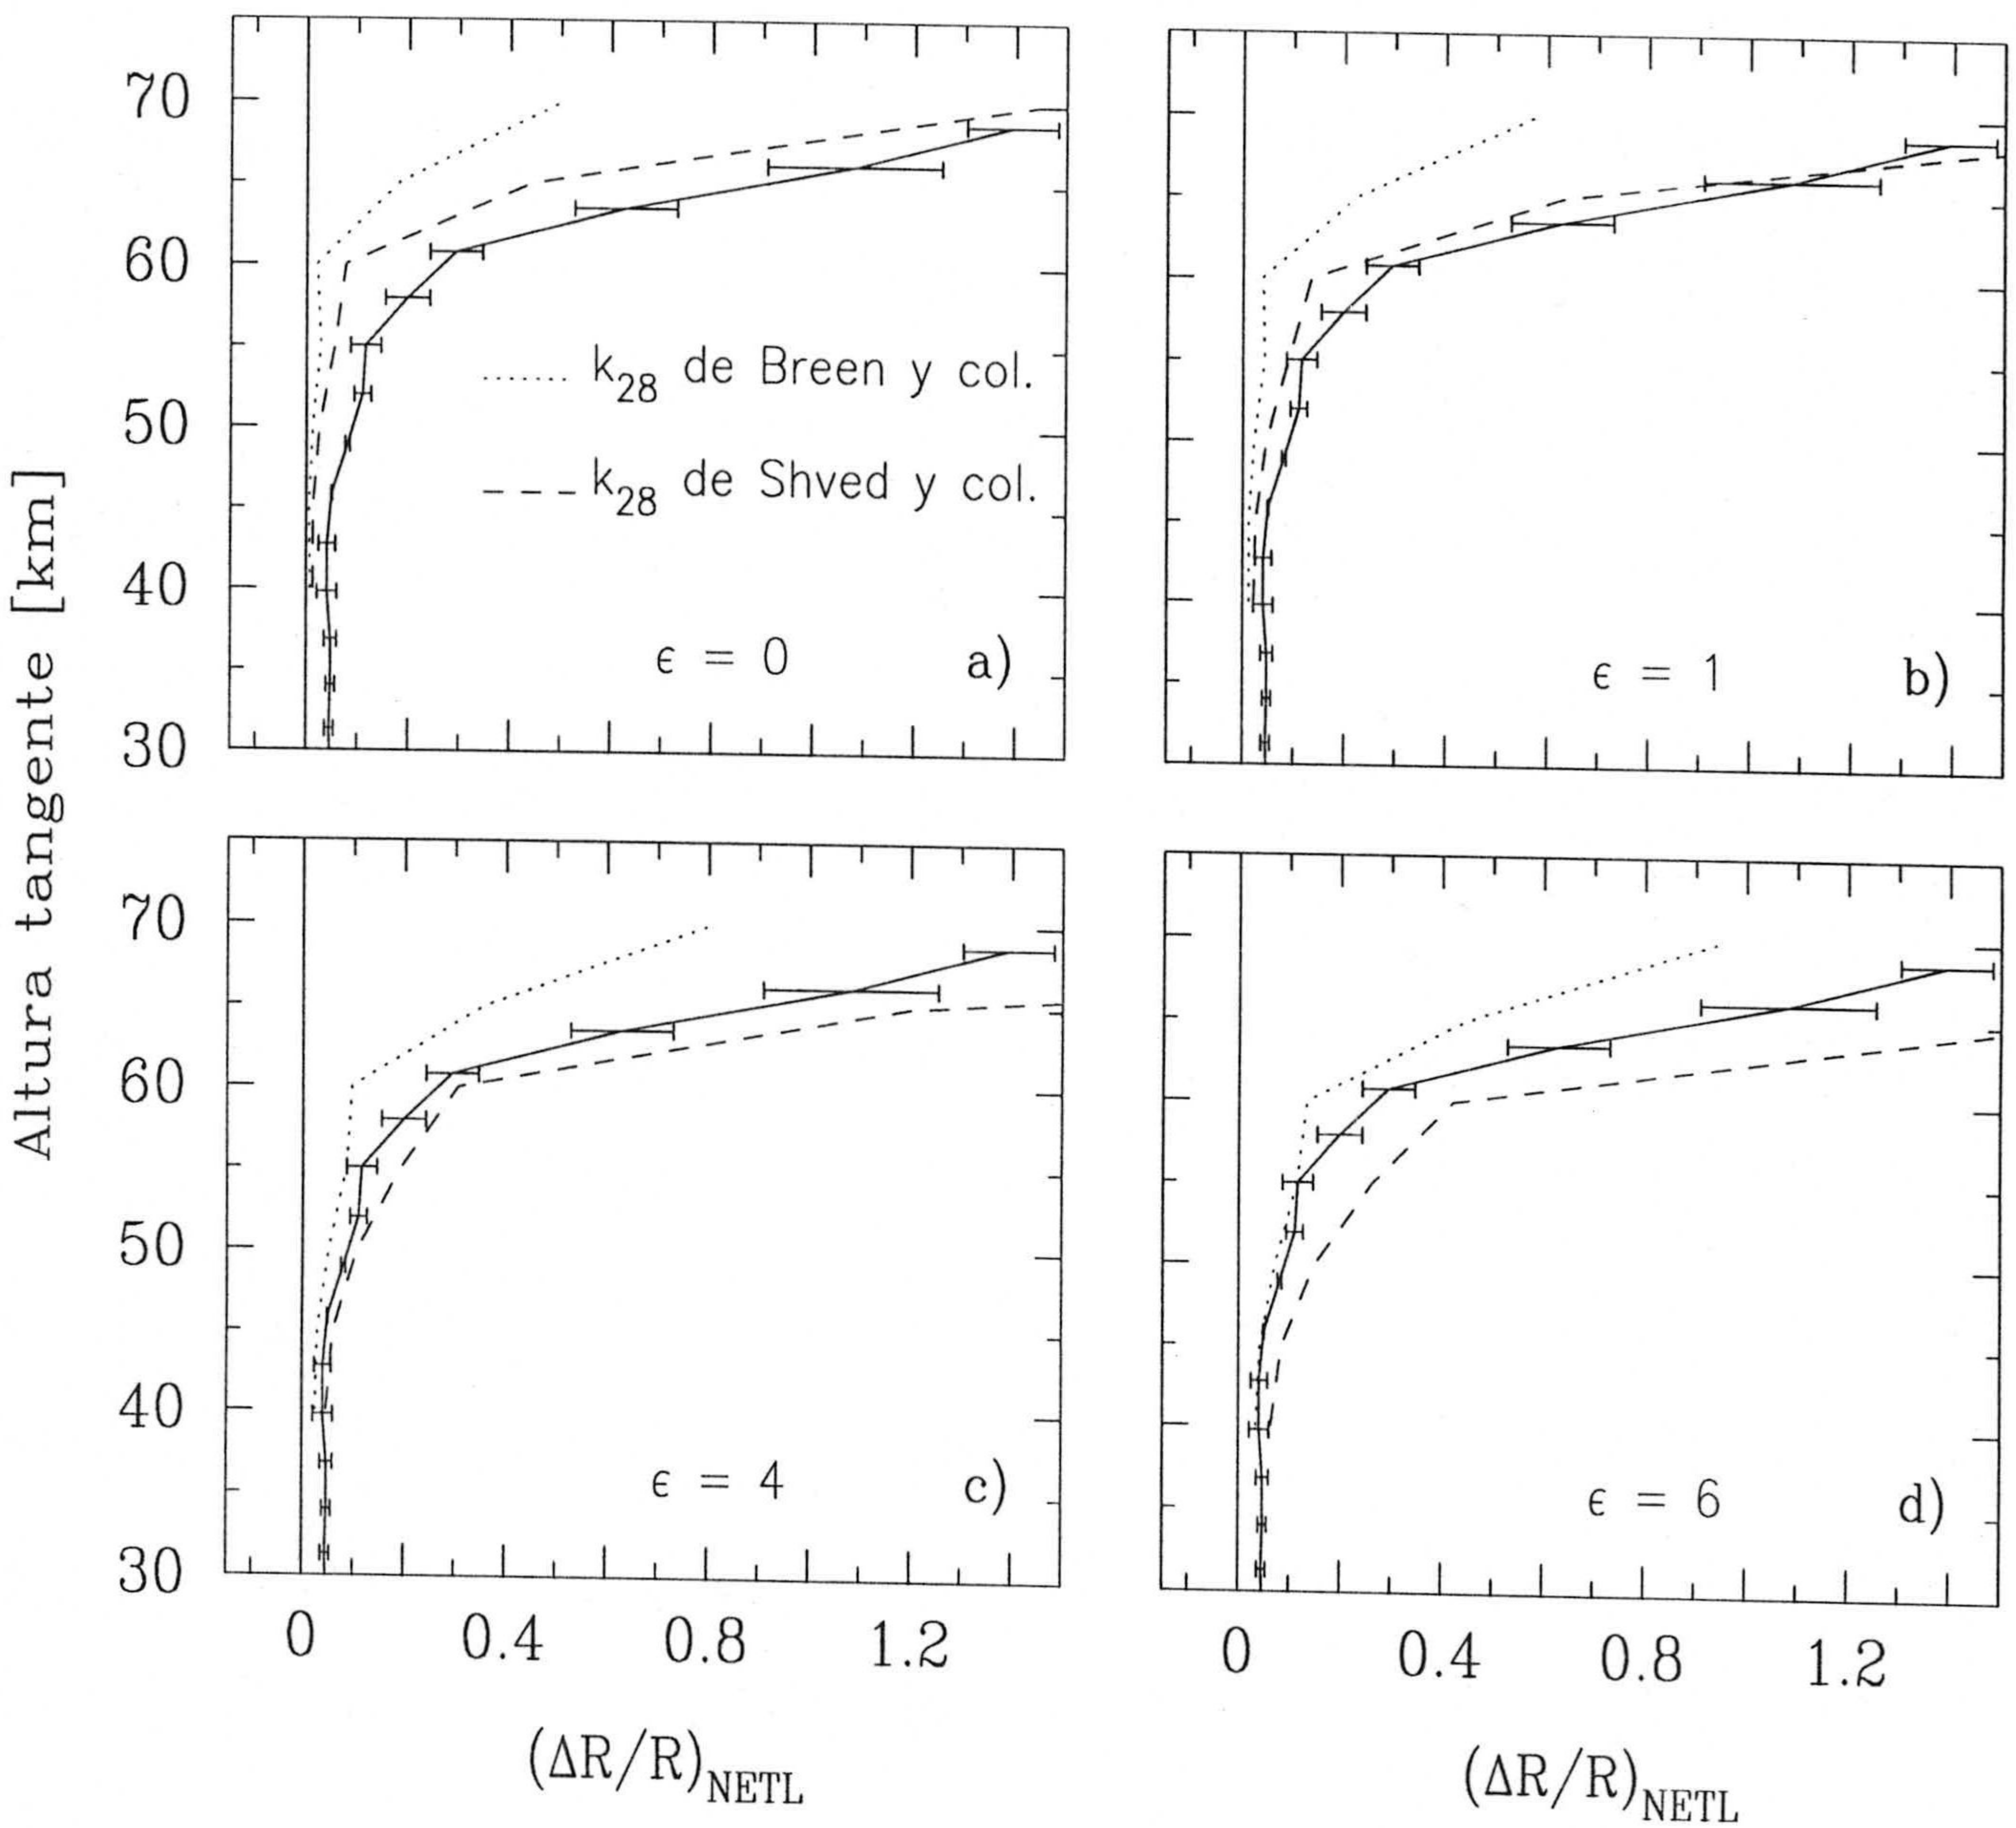 Altura tangente [km]
70
60
50
40
30
k28 de Breen y col.
k28 de Shved y col.
ϵ = 0
a)
ϵ = 1
b)
70
60
50
40
30
ϵ = 4
c)
ϵ = 6
d)
0 0.4 0.8 1.2
0 0.4 0.8 1.2
(ΔR/R)NETL
(ΔR/R)NETL